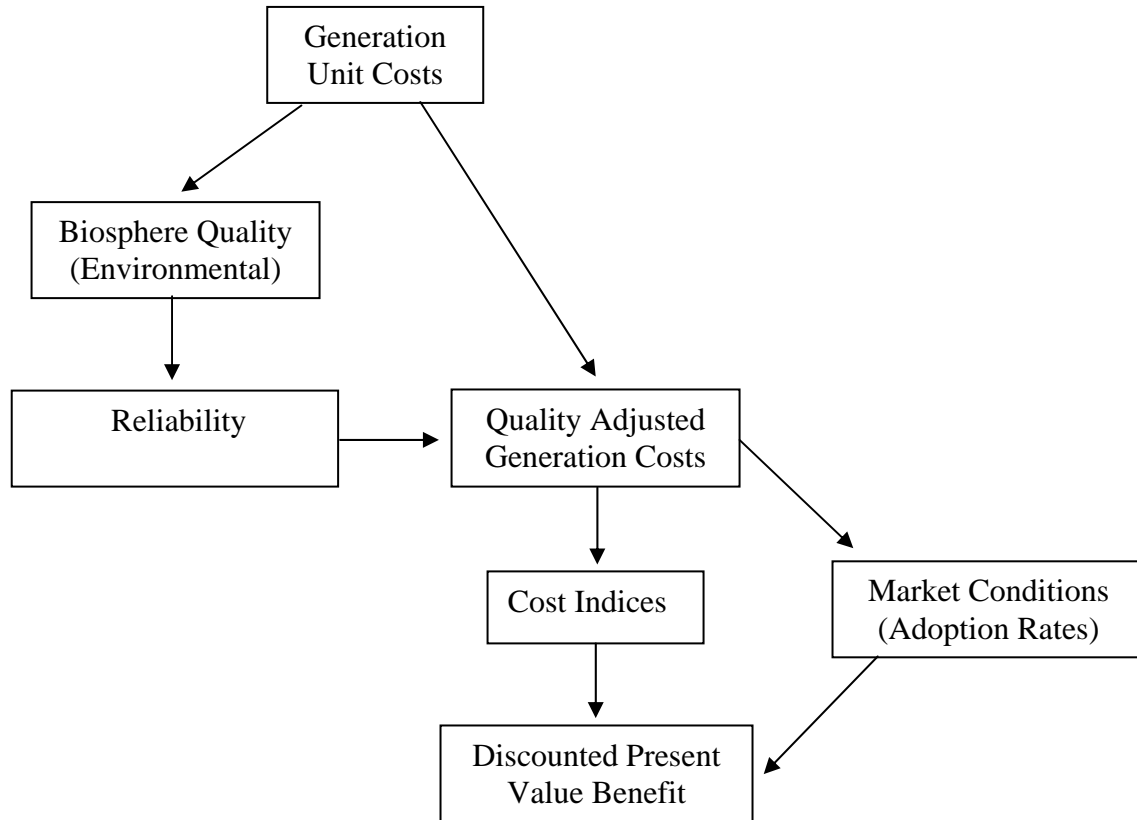 Generation
Unit Costs
Biosphere Quality
(Environmental)
Reliability
Quality Adjusted
Generation Costs
Cost Indices
Market Conditions
(Adoption Rates)
Discounted Present
Value Benefit